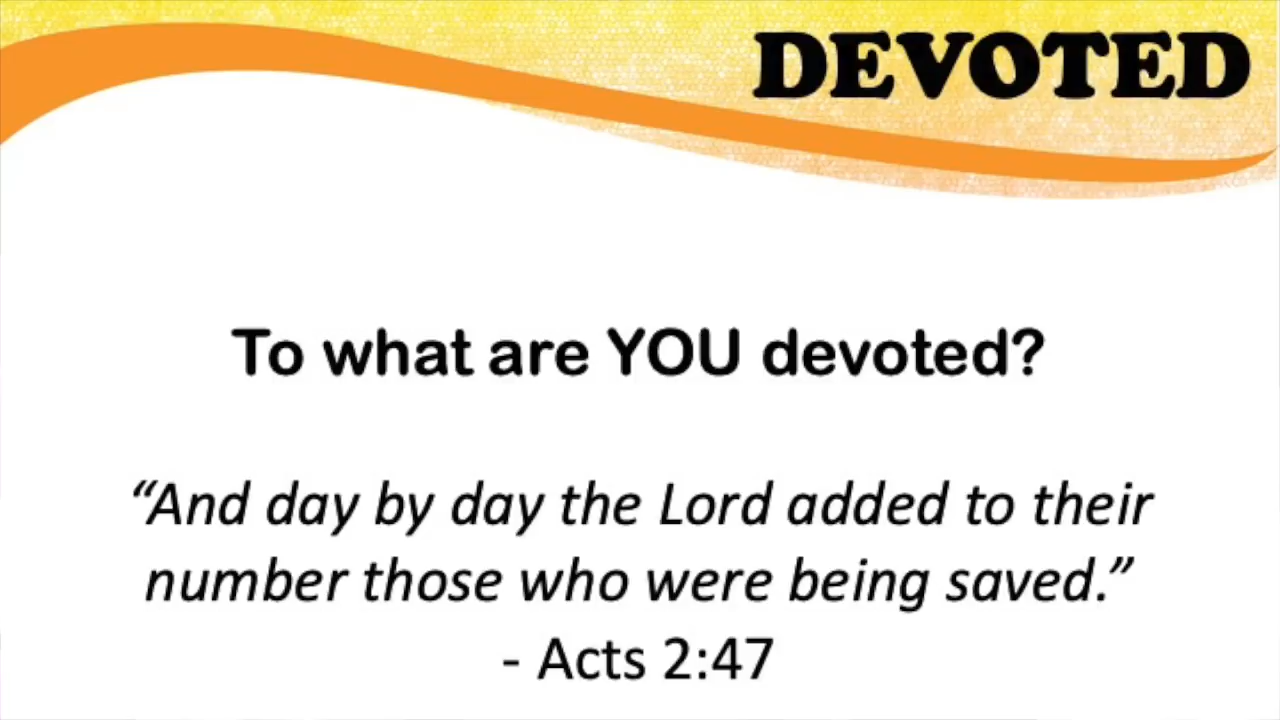 DEVOTED
To what are YOU devoted?
“And day by day the Lord added to their
number those who were being saved.”
- Acts 2:47